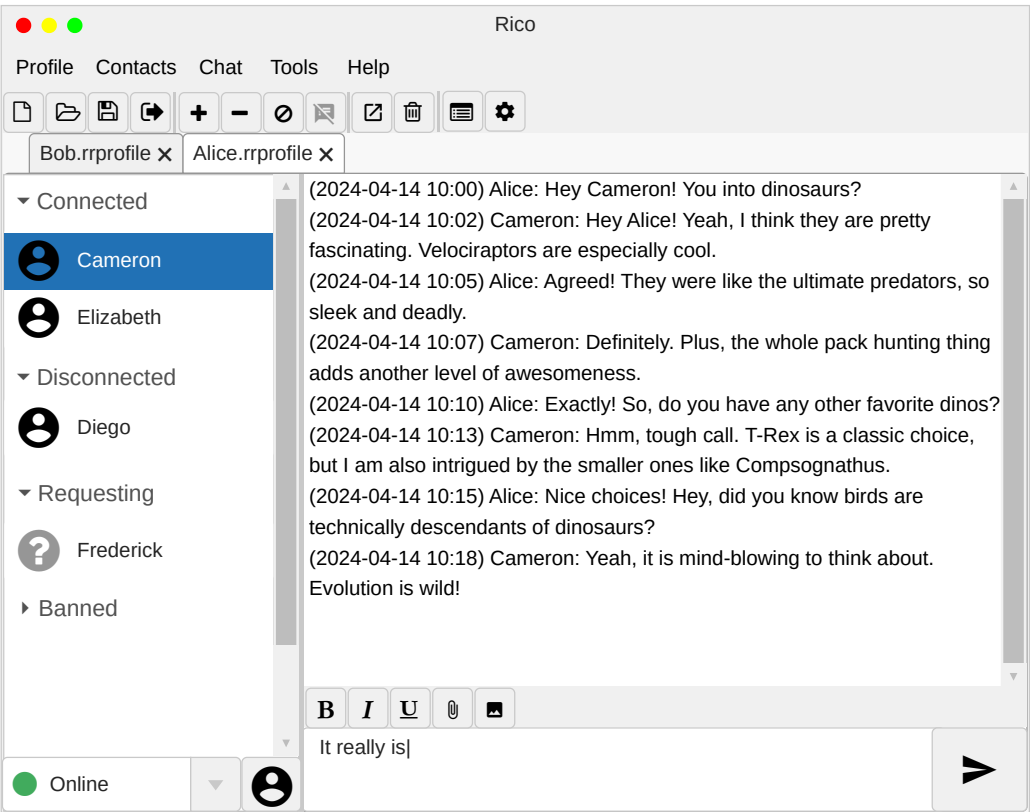 Rico
Profile Contacts Chat Tools Help
Bob.rrprofile Alice.rrprofile
Connected
Cameron
Elizabeth
Disconnected
Diego
Requesting
Frederick
Banned
Online
(2024-04-14 10:00) Alice: Hey Cameron! You into dinosaurs?
(2024-04-14 10:02) Cameron: Hey Alice! Yeah, I think they are pretty
fascinating. Velociraptors are especially cool.
(2024-04-14 10:05) Alice: Agreed! They were like the ultimate predators, so
sleek and deadly.
(2024-04-14 10:07) Cameron: Definitely. Plus, the whole pack hunting thing
adds another level of awesomeness.
(2024-04-14 10:10) Alice: Exactly! So, do you have any other favorite dinos?
(2024-04-14 10:13) Cameron: Hmm, tough call. T-Rex is a classic choice,
but I am also intrigued by the smaller ones like Compsognathus.
(2024-04-14 10:15) Alice: Nice choices! Hey, did you know birds are
technically descendants of dinosaurs?
(2024-04-14 10:18) Cameron: Yeah, it is mind-blowing to think about.
Evolution is wild!
B I U
It really is